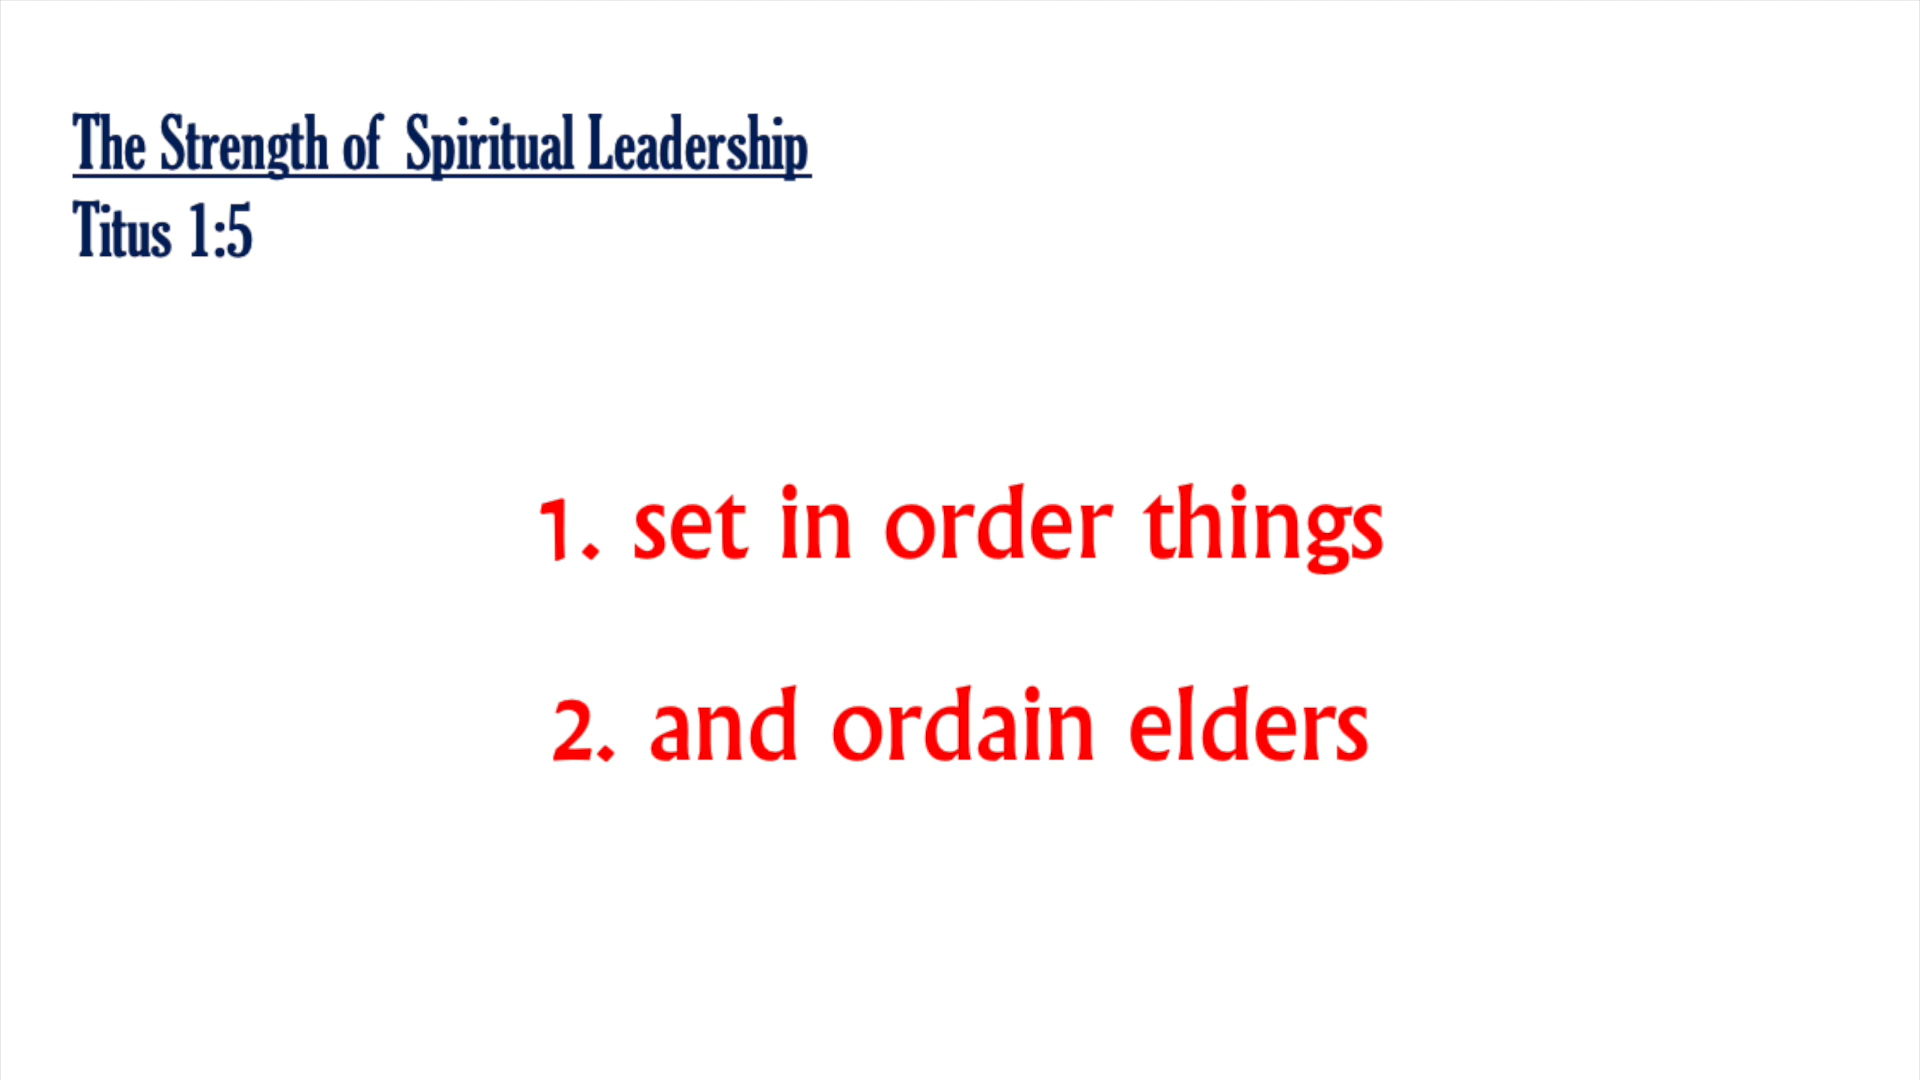 The Strength of  Spiritual Leadership
Titus 1:5
1. set in order things
2. and ordain elders